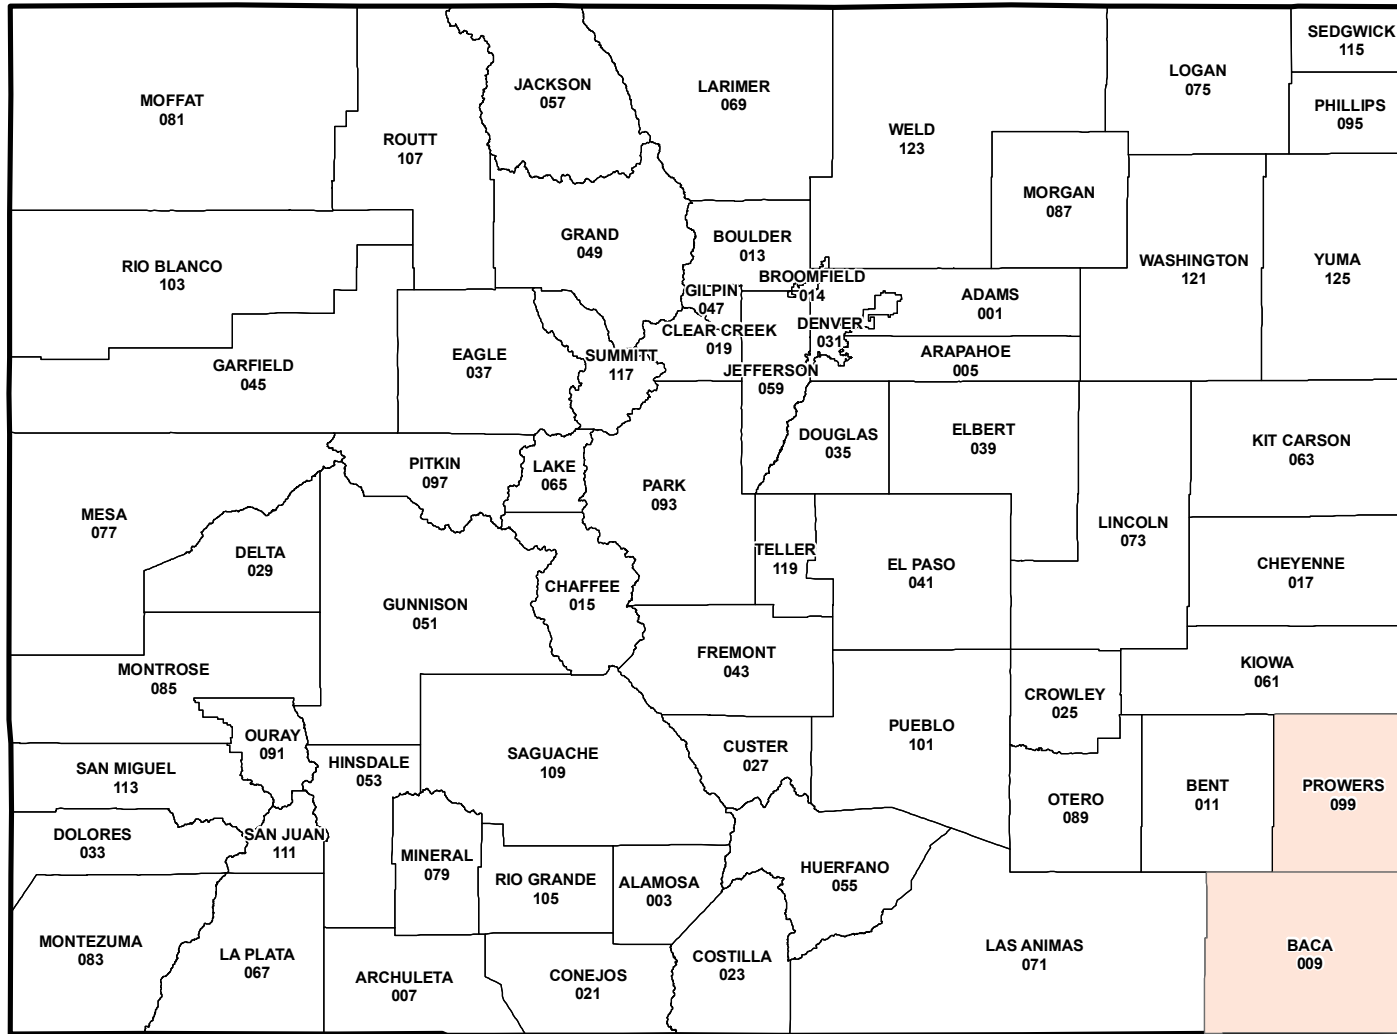 SEDGWICK
115
LOGAN
075
JACKSON
057
LARIMER
069
MOFFAT
081
PHILLIPS
095
WELD
123
ROUTT
107
MORGAN
087
GRAND
049
BOULDER
013
RIO BLANCO
103
WASHINGTON
121
YUMA
125
BROOMFIELD
014
GILPIN
047
ADAMS
001
CLEAR CREEK
019
DENVER
031
EAGLE
037
SUMMITT
117
ARAPAHOE
005
GARFIELD
045
JEFFERSON
059
DOUGLAS
035
ELBERT
039
KIT CARSON
063
PITKIN
097
LAKE
065
PARK
093
MESA
077
LINCOLN
073
DELTA
029
TELLER
119
EL PASO
041
CHEYENNE
017
CHAFFEE
015
GUNNISON
051
FREMONT
043
KIOWA
061
MONTROSE
085
CROWLEY
025
PUEBLO
101
OURAY
091
SAGUACHE
109
CUSTER
027
HINSDALE
053
SAN MIGUEL
113
BENT
011
PROWERS
099
OTERO
089
DOLORES
033
SAN JUAN
111
MINERAL
079
HUERFANO
055
RIO GRANDE
105
ALAMOSA
003
MONTEZUMA
083
LAS ANIMAS
071
BACA
009
LA PLATA
067
COSTILLA
023
ARCHULETA
007
CONEJOS
021